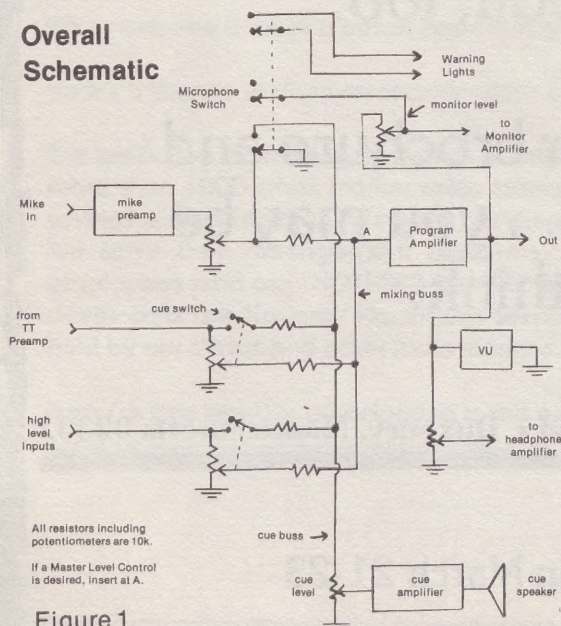 Overall
Schematic
Warning
Lights
Microphone
Switch
monitor level
to
Monitor
Amplifier
Mike
in
mike
preamp
A
Program
Amplifier
Out
mixing buss
cue switch
from
TT
Preamp
VU
high
level
inputs
to
headphone
amplifier
All resistors including
potentiometers are 10k.
If a Master Level Control
is desired, insert at A.
cue buss
cue
level
cue
amplifier
cue
speaker
Figure 1